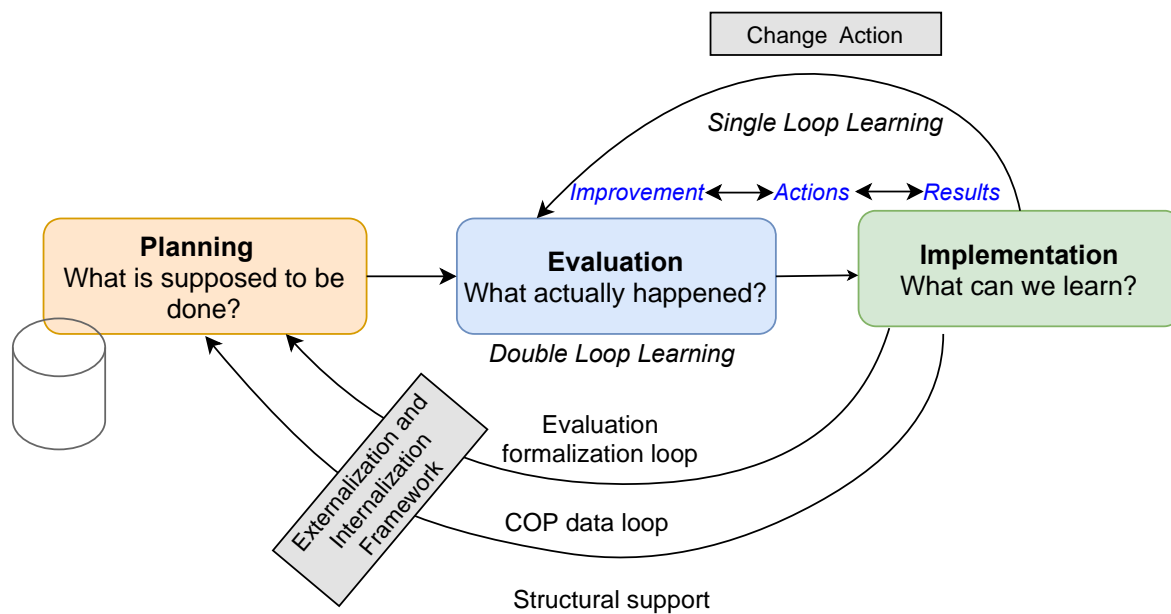 Change Action
Single Loop Learning
Improvement Actions Results
Planning
What is supposed to be
done?
Evaluation
What actually happened?
Implementation
What can we learn?
Double Loop Learning
Externalization and
Internalization
Framework
Evaluation
formalization loop
COP data loop
Structural support